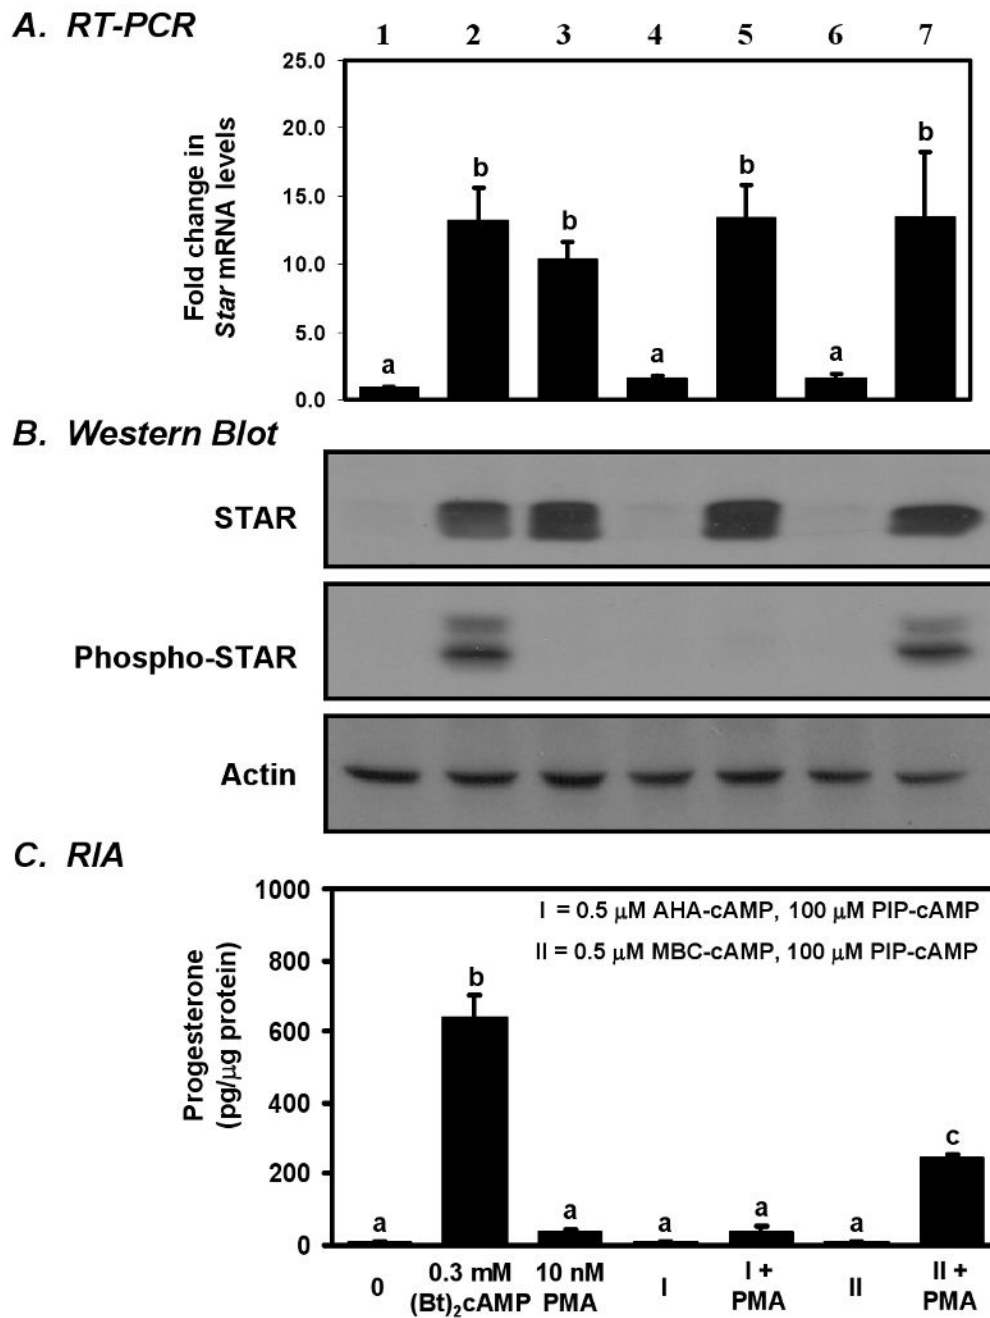 A. RT-PCR
1 2 3 4 5 6 7
Fold change in
Star mRNA levels
25.0
20.0
15.0
10.0
5.0
0.0
a b b a b a b
B. Western Blot
STAR
Phospho-STAR
Actin
C. RIA
Progesterone
(pg/μg protein)
1000
800
600
400
200
0
I = 0.5 μM AHA-cAMP, 100 μM PIP-cAMP
II = 0.5 μM MBC-cAMP, 100 μM PIP-cAMP
a b a a a a c
0
0.3 mM
(Bt)₂cAMP
10 nM
PMA
I
I +
PMA
II
II +
PMA